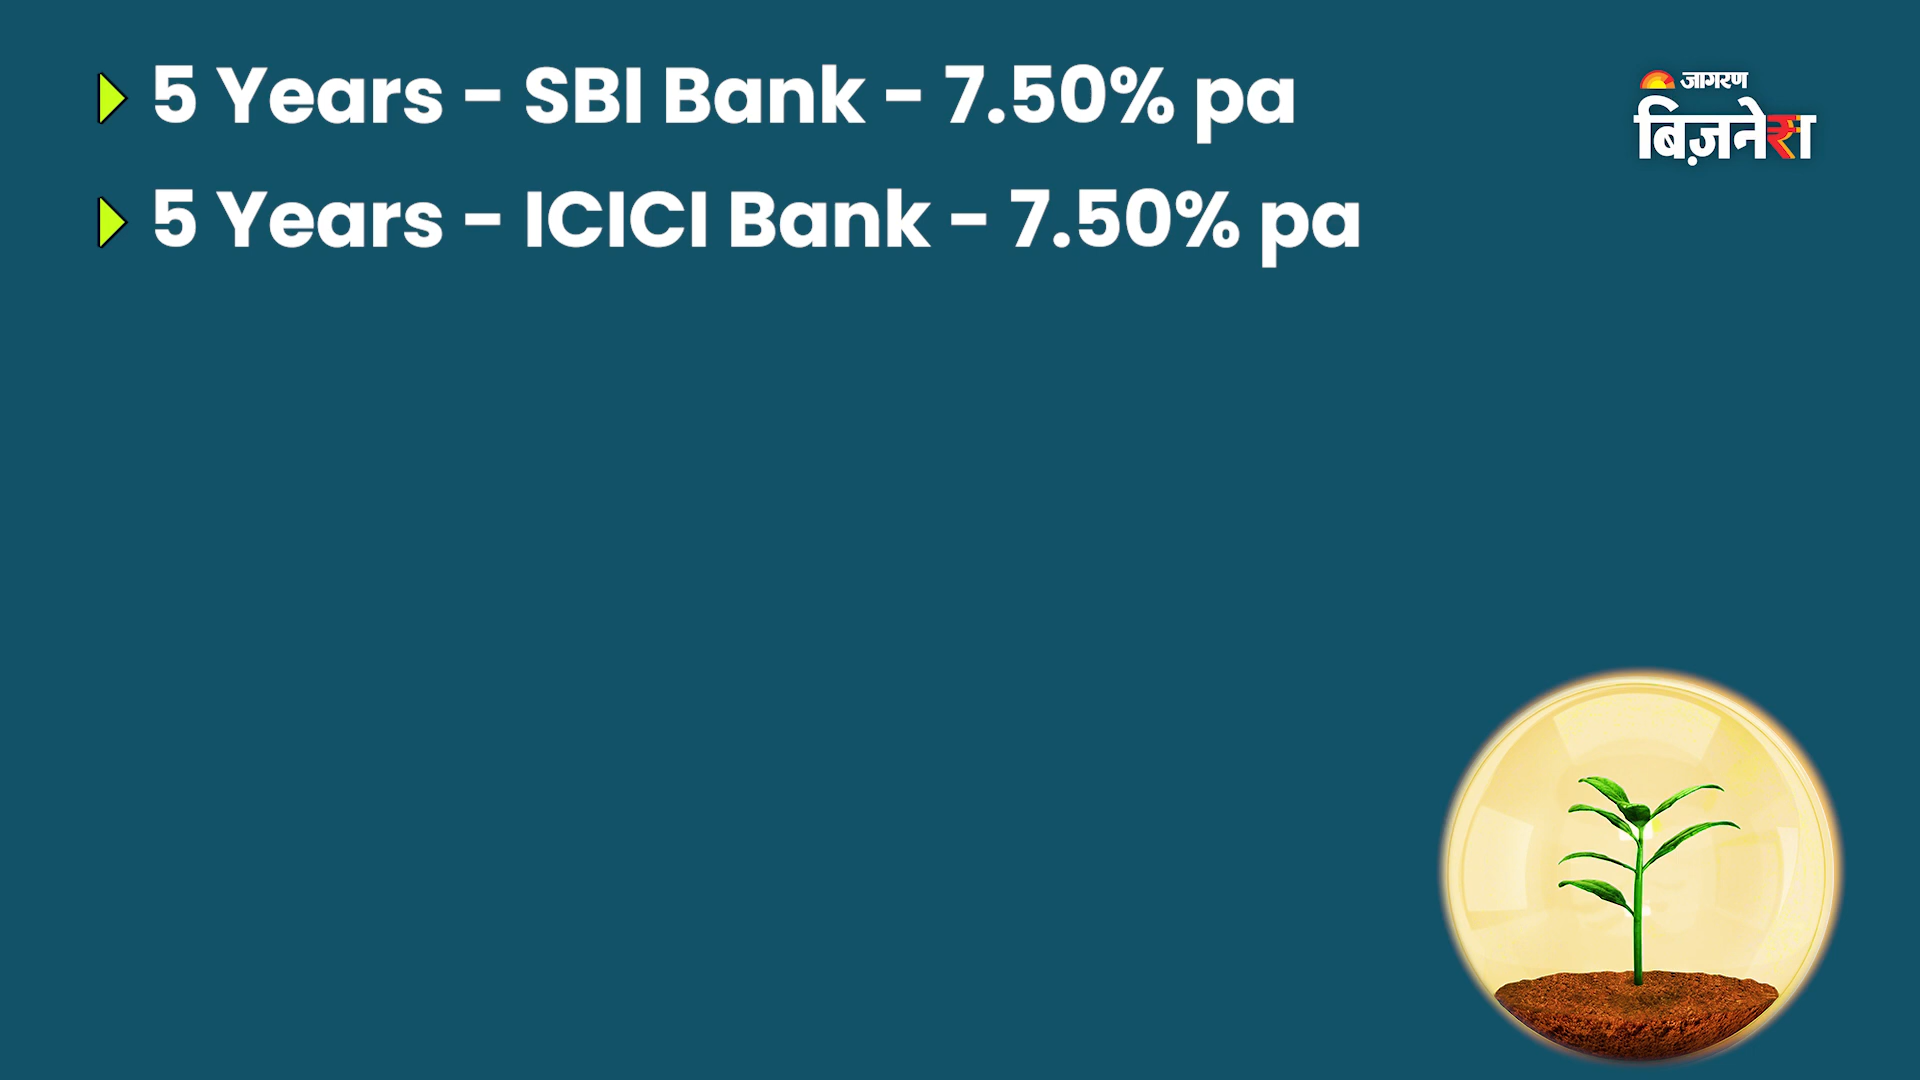 5 Years - SBI Bank - 7.50% pa
5 Years - ICICI Bank - 7.50% pa
जागरण
बिज़नेस